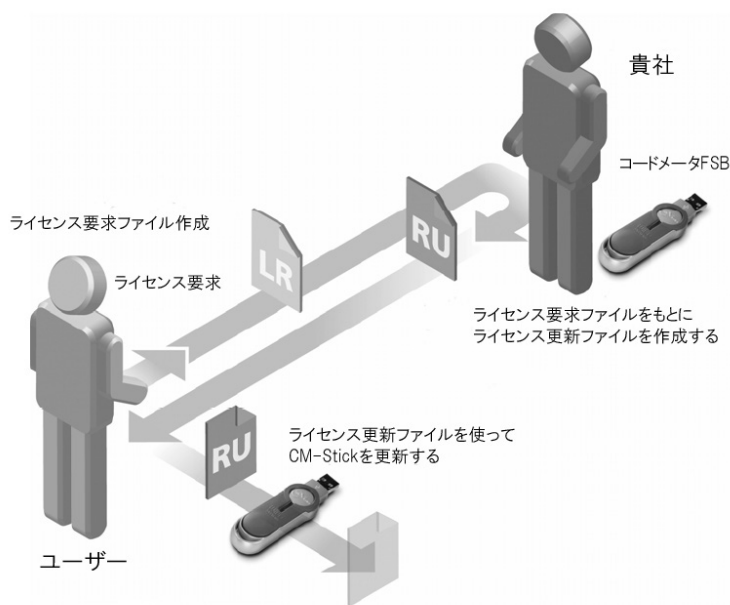 貴社
コードメータFSB
ライセンス要求ファイル作成
RU
LR
ライセンス要求
ライセンス要求ファイルをもとに
ライセンス更新ファイルを作成する
ライセンス更新ファイルを使って
CM-Stickを更新する
RU
ユーザー